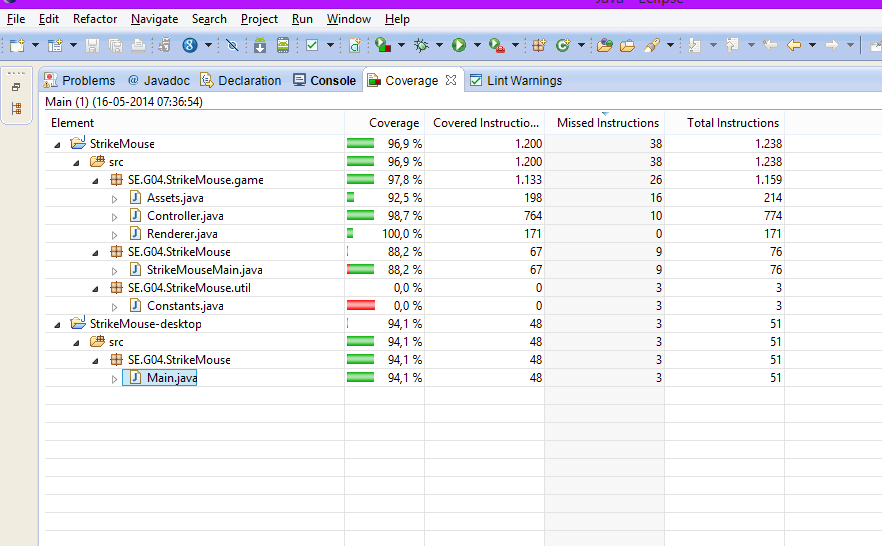 Java - Eclipse
File Edit Refactor Navigate Search Project Run Window Help
Problems @ Javadoc Declaration Console Coverage Lint Warnings
Main (1) (16-05-2014 07:36:54)
Element Coverage Covered Instructio... Missed Instructions Total Instructions
StrikeMouse 96,9 % 1.200 38 1.238
src 96,9 % 1.200 38 1.238
SE.G04.StrikeMouse.game 97,8 % 1.133 26 1.159
Assets.java 92,5 % 198 16 214
Controller.java 98,7 % 764 10 774
Renderer.java 100,0 % 171 0 171
SE.G04.StrikeMouse 88,2 % 67 9 76
StrikeMouseMain.java 88,2 % 67 9 76
SE.G04.StrikeMouse.util 0,0 % 0 3 3
Constants.java 0,0 % 0 3 3
StrikeMouse-desktop 94,1 % 48 3 51
src 94,1 % 48 3 51
SE.G04.StrikeMouse 94,1 % 48 3 51
Main.java 94,1 % 48 3 51